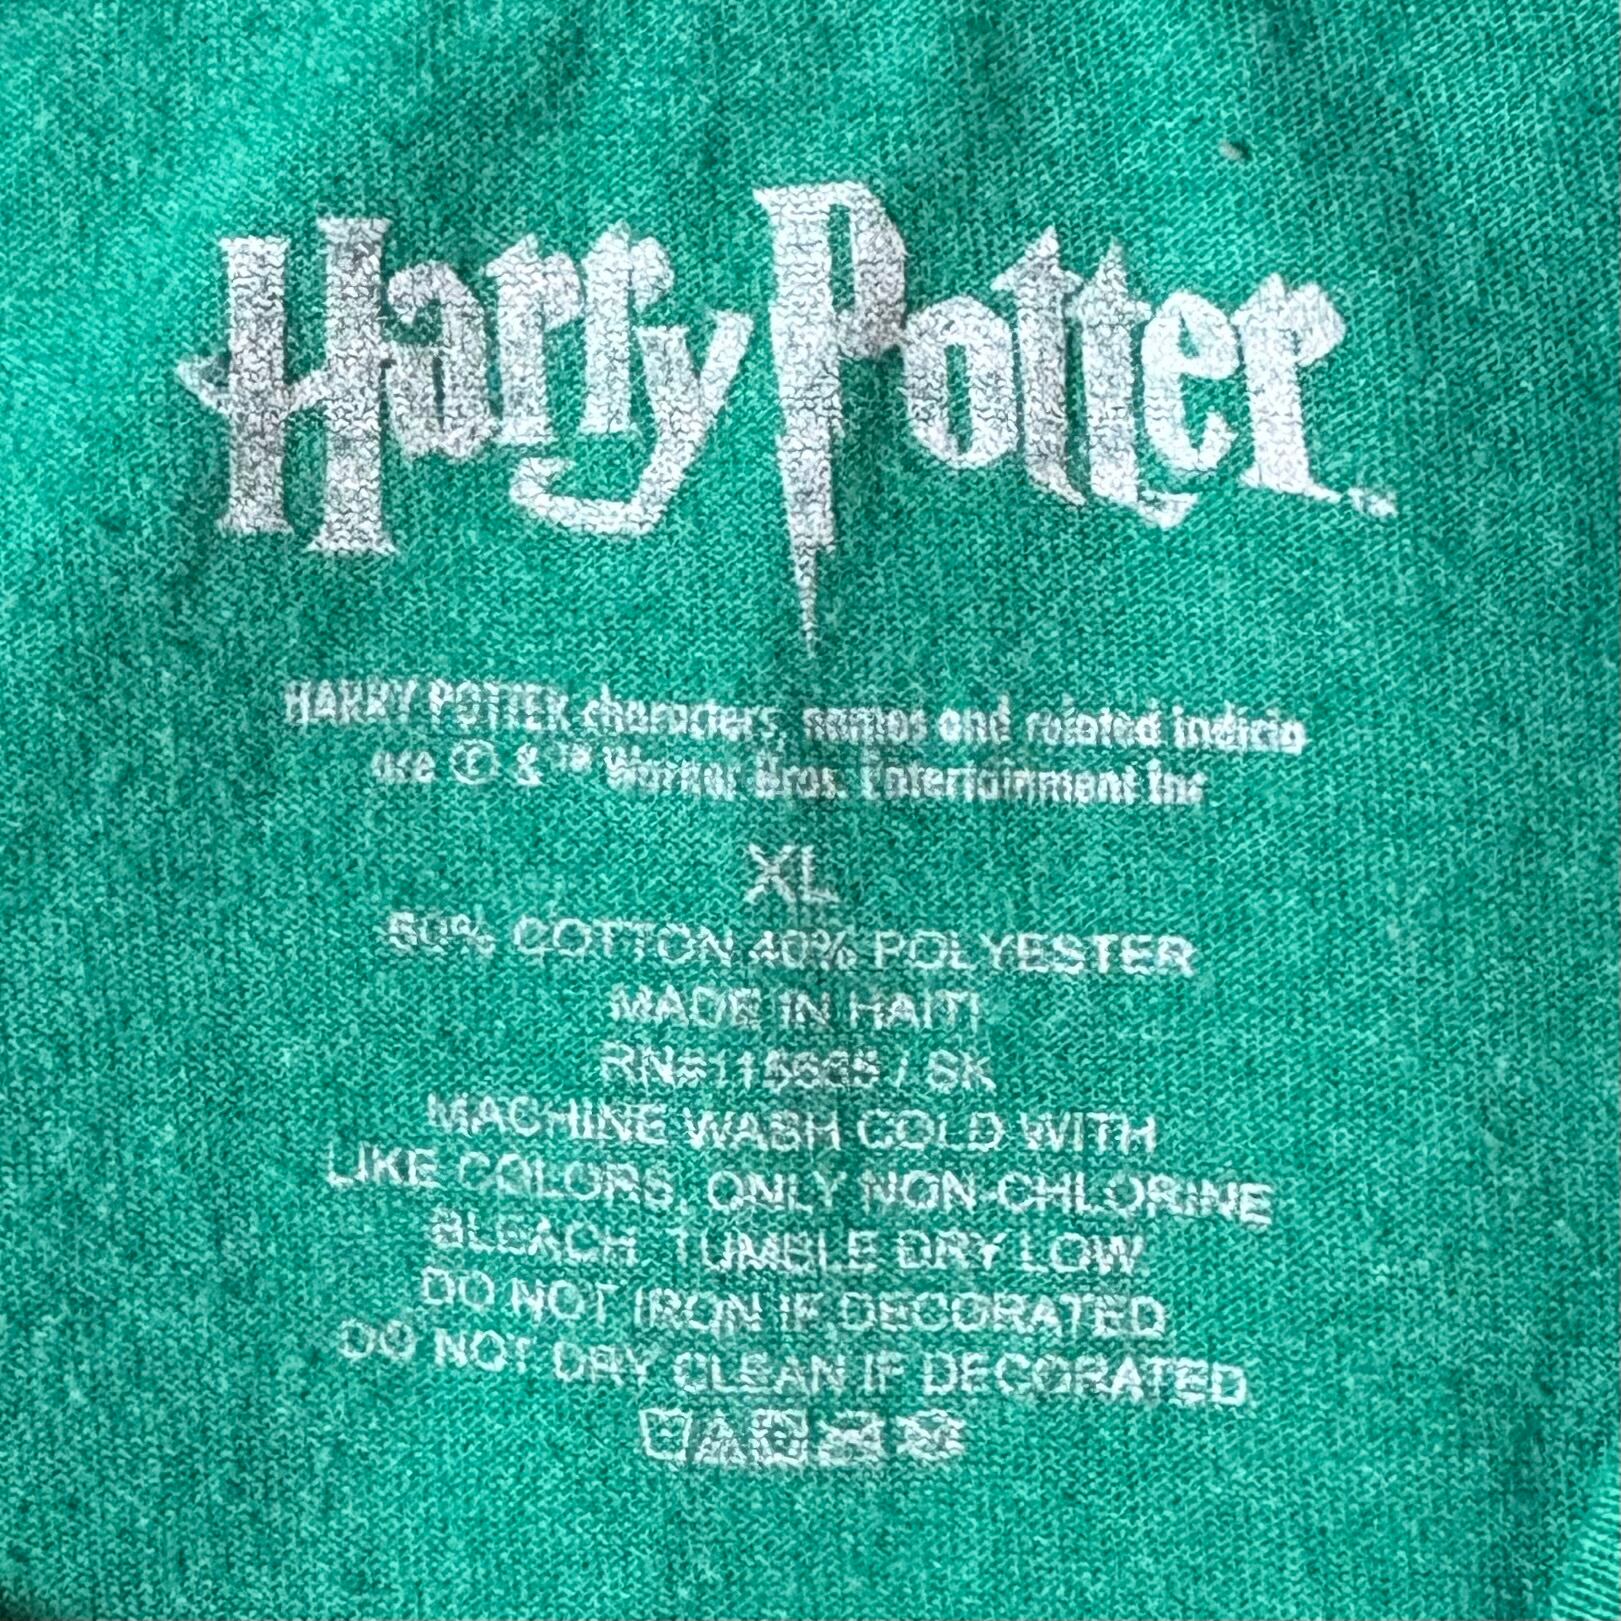 Harry Potter™
HARRY POTTER characters, names and related indicia
are © & ™ Warner Bros. Entertainment Inc
XL
60% COTTON 40% POLYESTER
MADE IN HAITI
/ SK
MACHINE WASH COLD WITH
LIKE COLORS, ONLY NON-CHLORINE
BLEACH. TUMBLE DRY LOW.
DO NOT IRON IF DECORATED
DO NOT DRY CLEAN IF DECORATED